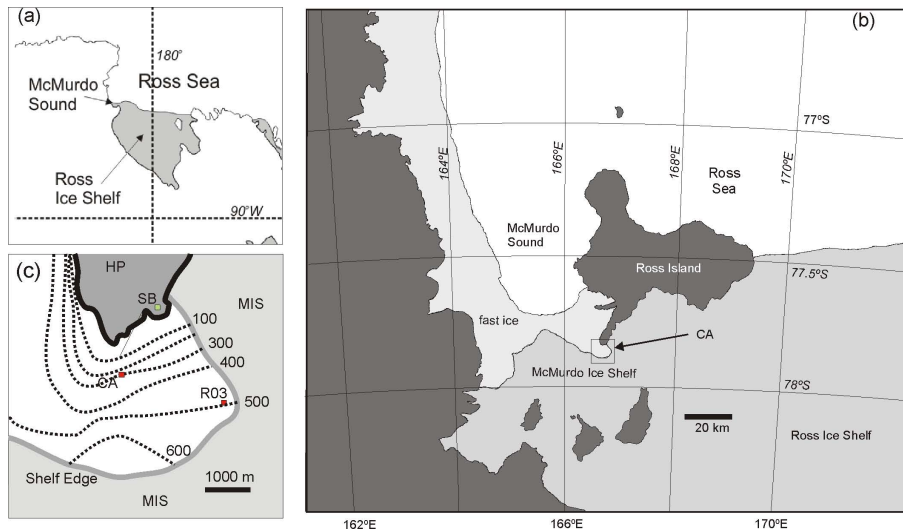 (a)
180°
Ross Sea
McMurdo
Sound
Ross
Ice Shelf
90°W
(b)
77°S
164°E
166°E
168°E
170°E
Ross
Sea
McMurdo
Sound
Ross Island
77.5°S
fast ice
CA
McMurdo Ice Shelf
78°S
20 km
Ross Ice Shelf
162°E
166°E
170°E
(c)
HP
SB
MIS
100
300
400
CA
R03
500
600
Shelf Edge
1000 m
MIS